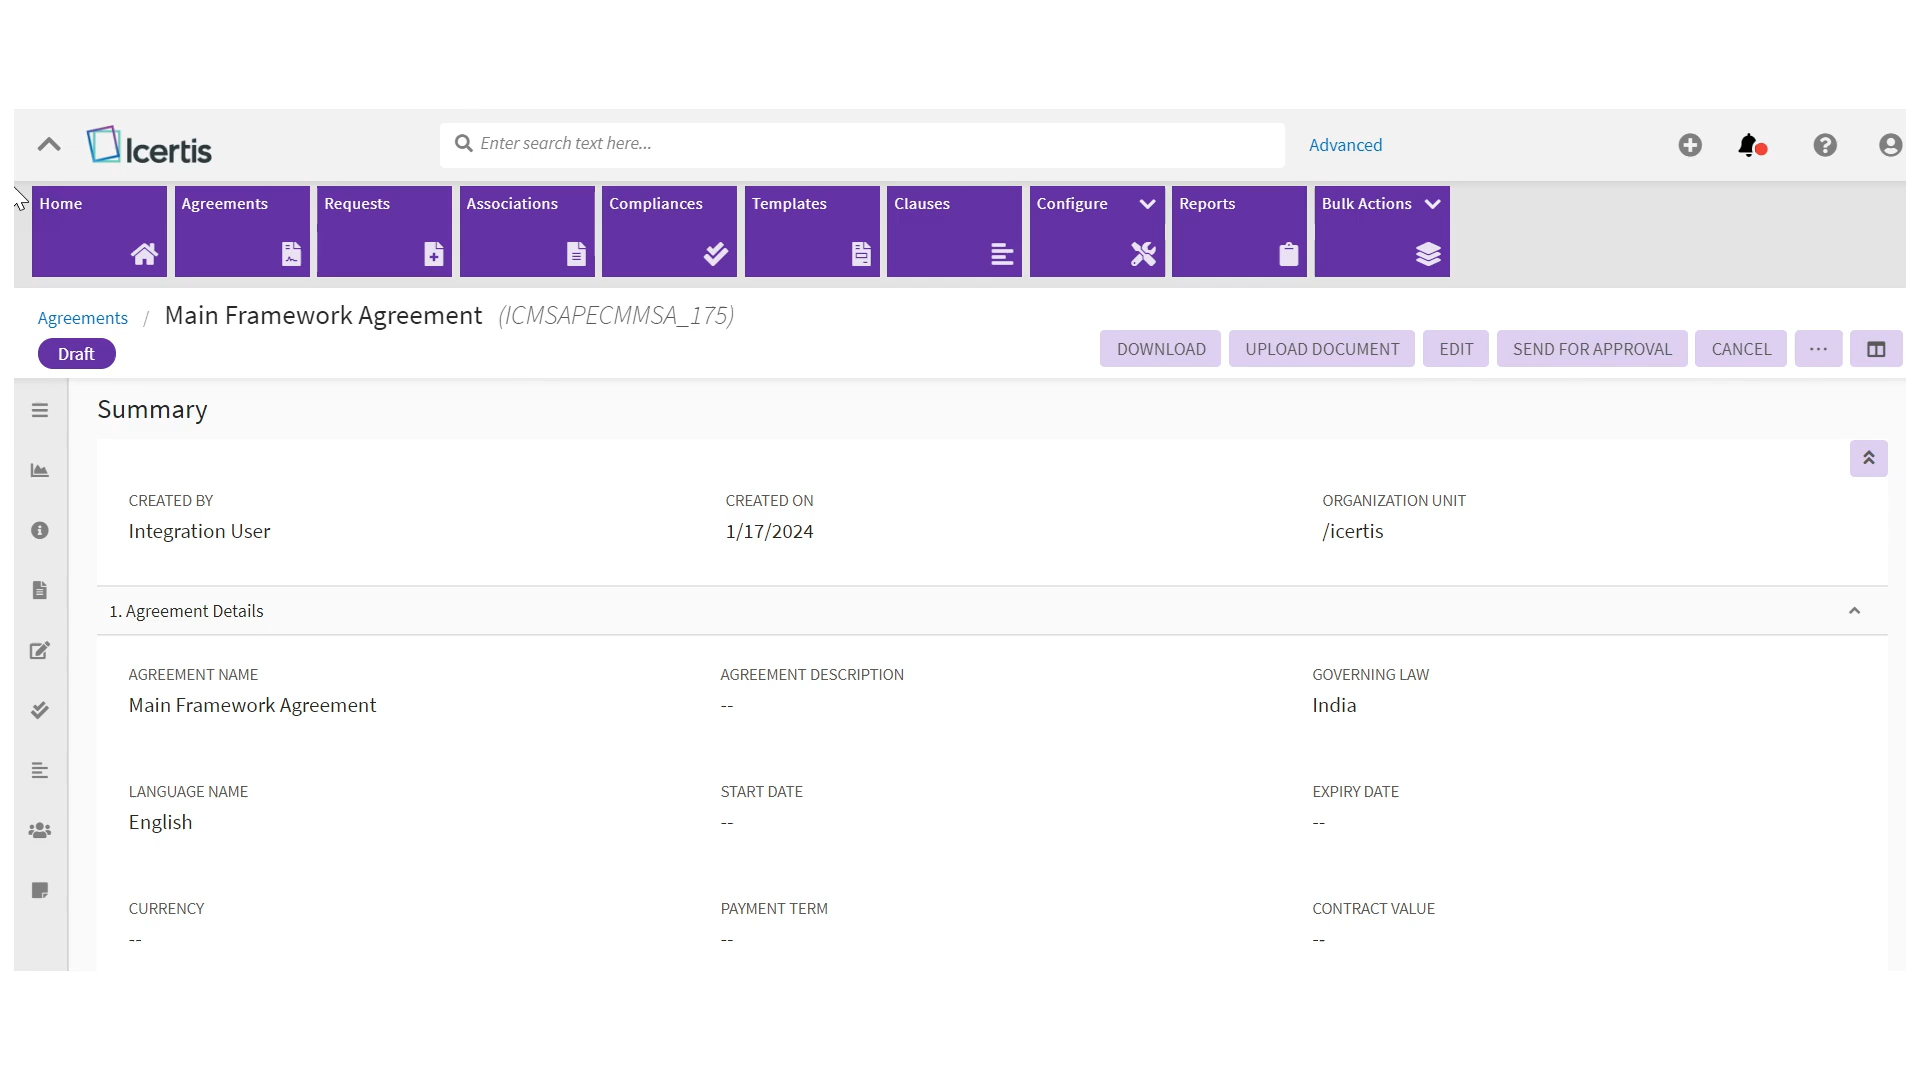 Icertis
Enter search text here...
Advanced
Home
Agreements
Requests
Associations
Compliances
Templates
Clauses
Configure
Reports
Bulk Actions
Agreements / Main Framework Agreement (ICMSAPECMMSA_175)
Draft
DOWNLOAD
UPLOAD DOCUMENT
EDIT
SEND FOR APPROVAL
CANCEL
...
Summary
CREATED BY
Integration User
CREATED ON
1/17/2024
ORGANIZATION UNIT
/icertis
1. Agreement Details
AGREEMENT NAME
Main Framework Agreement
AGREEMENT DESCRIPTION
--
GOVERNING LAW
India
LANGUAGE NAME
English
START DATE
--
EXPIRY DATE
--
CURRENCY
--
PAYMENT TERM
--
CONTRACT VALUE
--